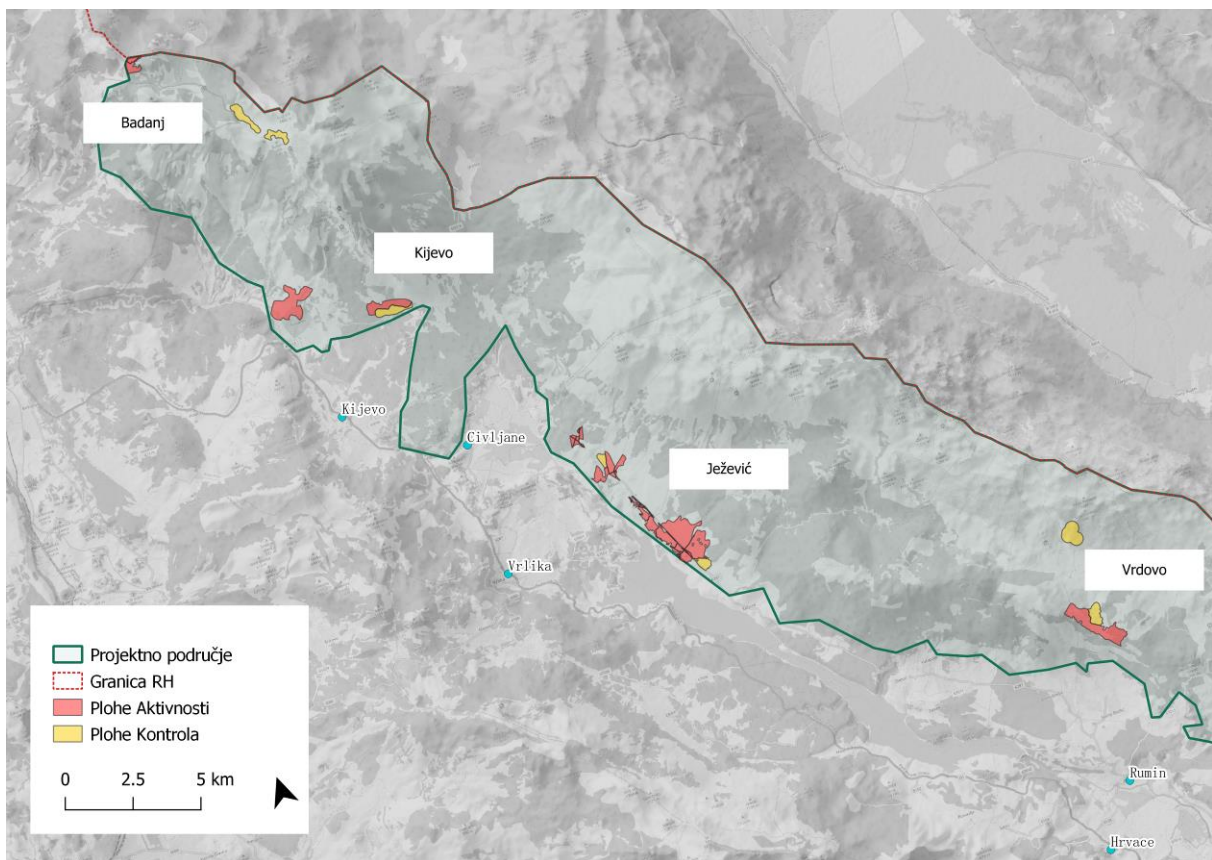 Badanj
Kijevo
Kijevo
Civljane
Ježević
Vrlika
Vrdovo
Projektno područje
Granica RH
Plohe Aktivnosti
Plohe Kontrola
0 2.5 5 km
Rumin
Hrvace